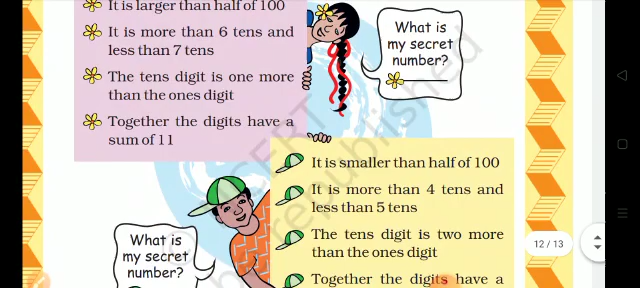 It is larger than half of 100
It is more than 6 tens and
less than 7 tens
The tens digit is one more
than the ones digit
Together the digits have a
sum of 11
What is
my secret
number?
It is smaller than half of 100
It is more than 4 tens and
less than 5 tens
The tens digit is two more
than the ones digit
Together the digits have a
What is
my secret
number?
12 / 13